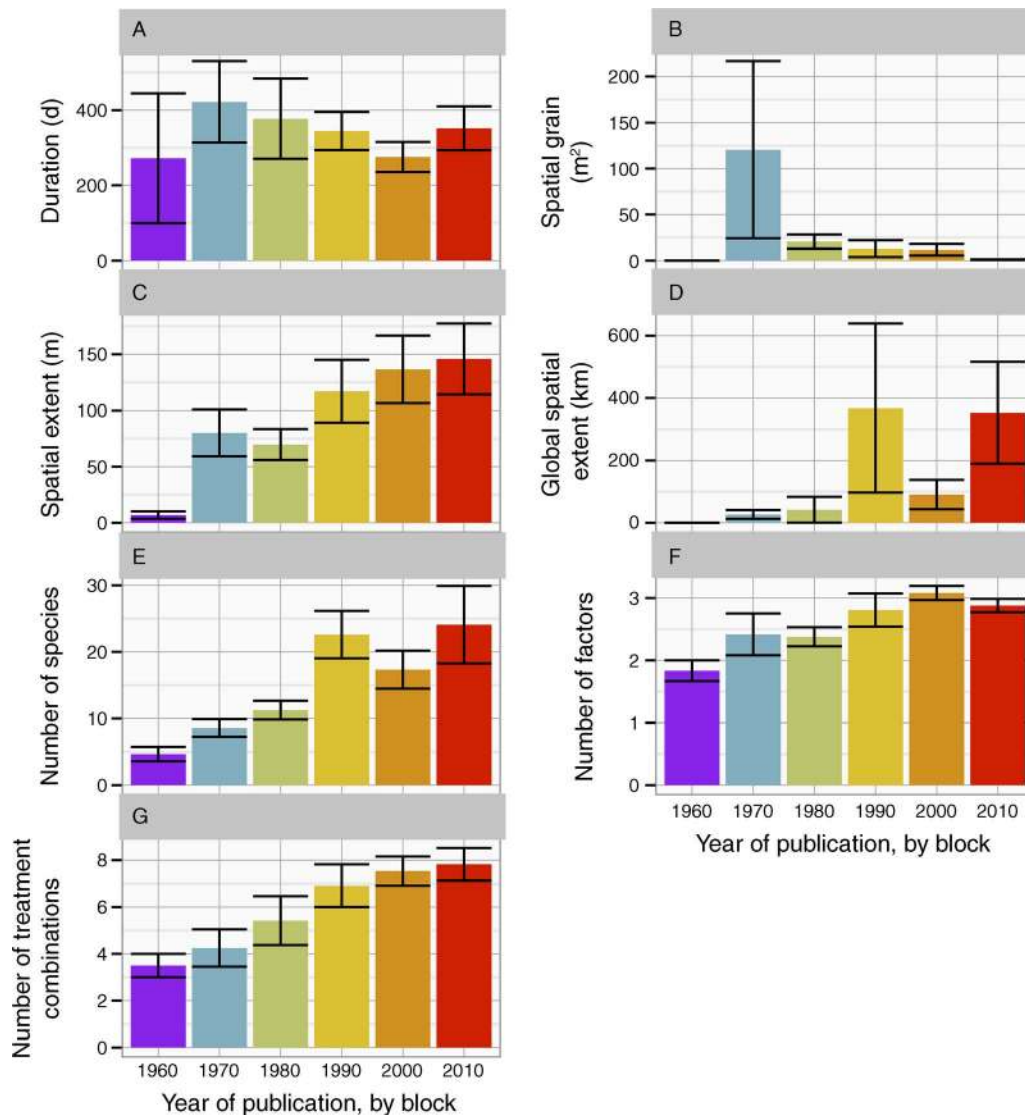 A
Duration (d)
400
200
0
B
Spatial grain
(m²)
200
150
100
50
25
0
C
Spatial extent (m)
150
100
50
0
D
Global spatial
extent (km)
600
400
200
0
E
Number of species
30
20
10
0
F
Number of factors
3
2
1
0
1960 1970 1980 1990 2000 2010
Year of publication, by block
G
Number of treatment
combinations
8
6
4
2
0
1960 1970 1980 1990 2000 2010
Year of publication, by block